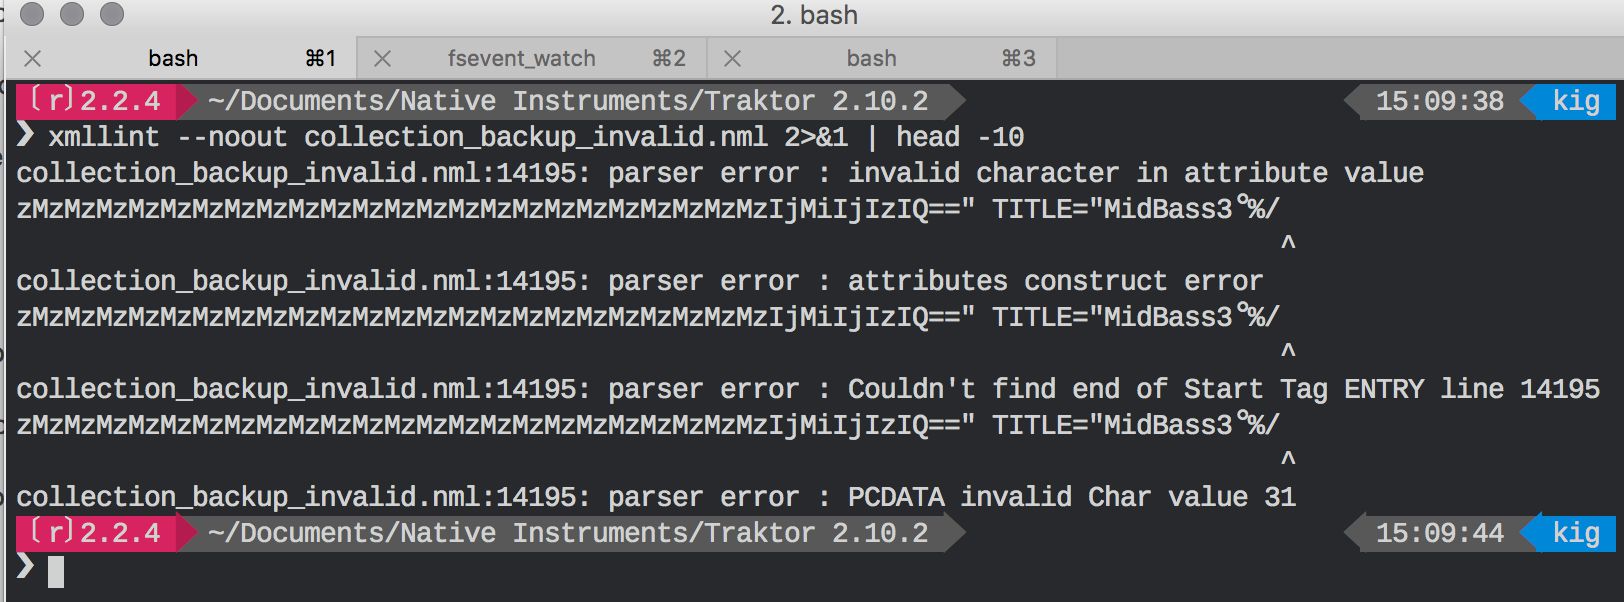 2. bash
bash ⌘1 fsevent_watch ⌘2 bash ⌘3
〔r〕2.2.4 ~/Documents/Native Instruments/Traktor 2.10.2 15:09:38 kig
❯ xmllint --noout collection_backup_invalid.nml 2>&1 | head -10
collection_backup_invalid.nml:14195: parser error : invalid character in attribute value
zMzMzMzMzMzMzMzMzMzMzMzMzMzMzMzMzMzMzMzMzMzMzMzIjMiIjIzIQ==" TITLE="MidBass3°%/
^
collection_backup_invalid.nml:14195: parser error : attributes construct error
zMzMzMzMzMzMzMzMzMzMzMzMzMzMzMzMzMzMzMzMzMzMzMzIjMiIjIzIQ==" TITLE="MidBass3°%/
^
collection_backup_invalid.nml:14195: parser error : Couldn't find end of Start Tag ENTRY line 14195
zMzMzMzMzMzMzMzMzMzMzMzMzMzMzMzMzMzMzMzMzMzMzMzIjMiIjIzIQ==" TITLE="MidBass3°%/
^
collection_backup_invalid.nml:14195: parser error : PCDATA invalid Char value 31
〔r〕2.2.4 ~/Documents/Native Instruments/Traktor 2.10.2 15:09:44 kig
❯